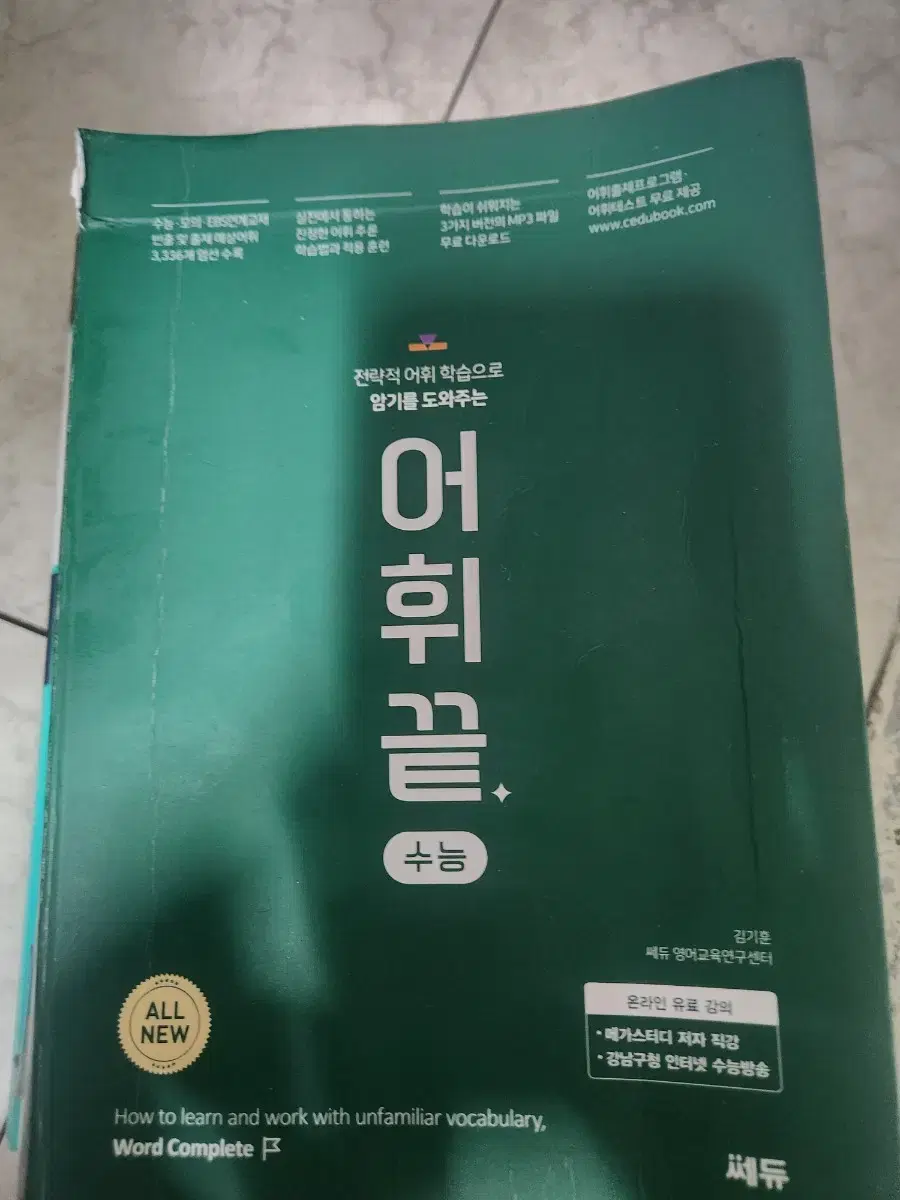 수능·모의·EBS연계교재
빈출 및 출제 예상어휘
3,336개 엄선 수록
실전에서 통하는
진정한 어휘 추론
학습법과 적용 훈련
학습이 쉬워지는
3가지 버전의 MP3 파일
무료 다운로드
어휘출제프로그램·
어휘테스트 무료 제공
www.cedubook.com
전략적 어휘 학습으로
암기를 도와주는
어
휘
끝
수능
김기훈
쎄듀 영어교육연구센터
온라인 유료 강의
• 메가스터디 저자 직강
• 강남구청 인터넷 수능방송
ALL
NEW
How to learn and work with unfamiliar vocabulary,
Word Complete
쎄듀